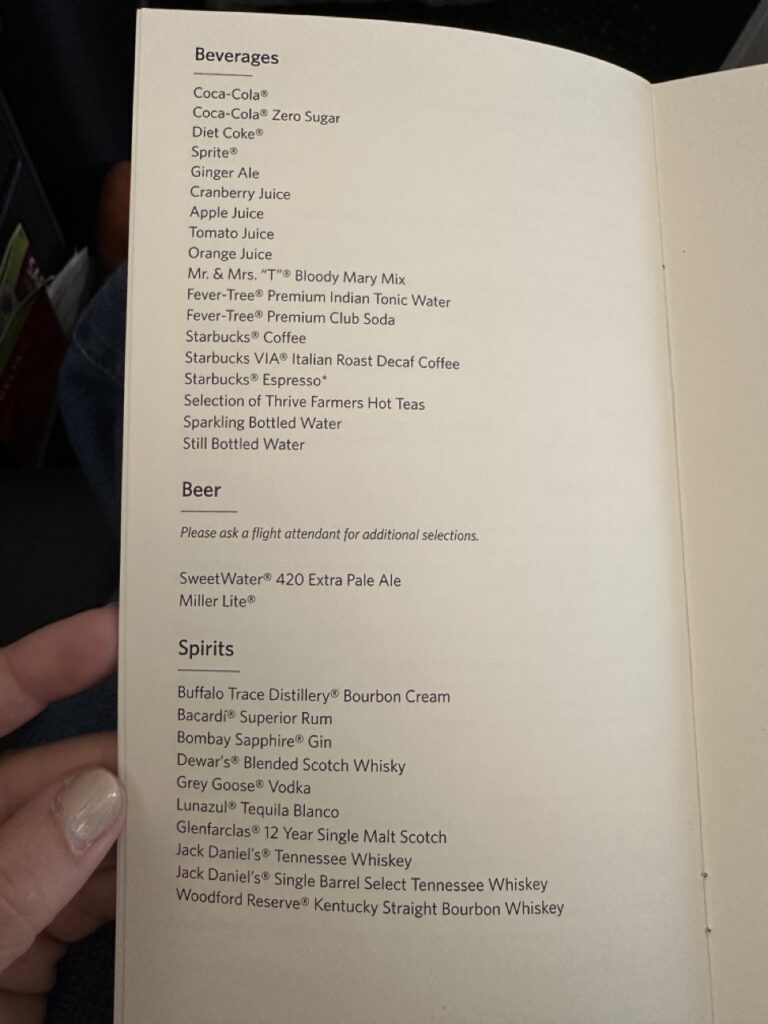 Beverages
Coca-Cola®
Coca-Cola® Zero Sugar
Diet Coke®
Sprite®
Ginger Ale
Cranberry Juice
Apple Juice
Tomato Juice
Orange Juice
Mr. & Mrs. “T”® Bloody Mary Mix
Fever-Tree® Premium Indian Tonic Water
Fever-Tree® Premium Club Soda
Starbucks® Coffee
Starbucks VIA® Italian Roast Decaf Coffee
Starbucks® Espresso*
Selection of Thrive Farmers Hot Teas
Sparkling Bottled Water
Still Bottled Water
Beer
Please ask a flight attendant for additional selections.
SweetWater® 420 Extra Pale Ale
Miller Lite®
Spirits
Buffalo Trace Distillery® Bourbon Cream
Bacardí® Superior Rum
Bombay Sapphire® Gin
Dewar’s® Blended Scotch Whisky
Grey Goose® Vodka
Lunazul® Tequila Blanco
Glenfarclas® 12 Year Single Malt Scotch
Jack Daniel’s® Tennessee Whiskey
Jack Daniel’s® Single Barrel Select Tennessee Whiskey
Woodford Reserve® Kentucky Straight Bourbon Whiskey